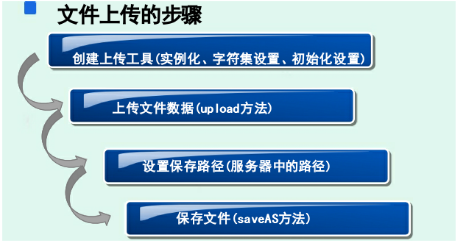 文件上传的步骤
创建上传工具(实例化、字符集设置、初始化设置)
上传文件数据(upload方法)
设置保存路径(服务器中的路径)
保存文件(saveAS方法)